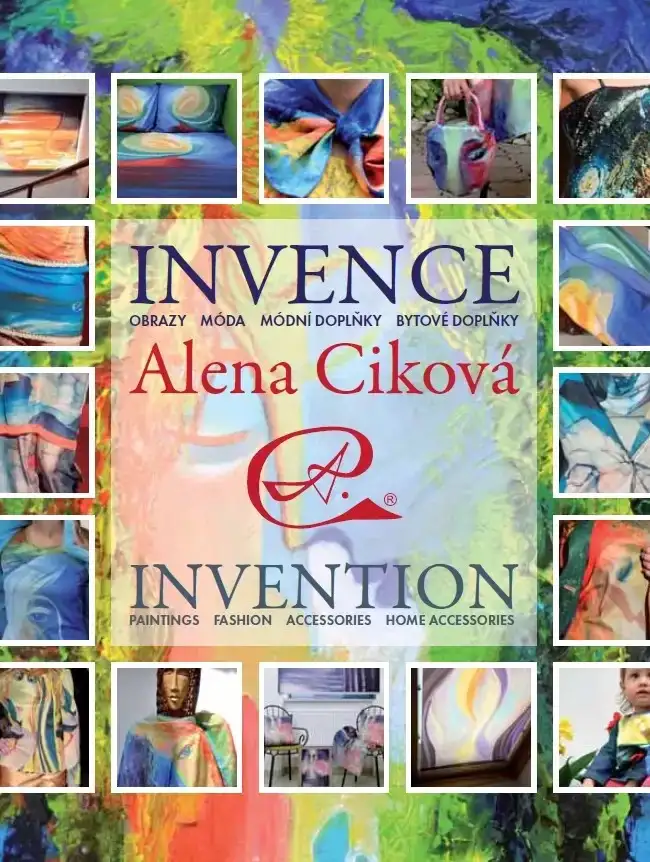 INVENCE
OBRAZY MÓDA MÓDNÍ DOPLŇKY BYTOVÉ DOPLŇKY
Alena Ciková
A.
®
INVENTION
PAINTINGS FASHION ACCESSORIES HOME ACCESSORIES